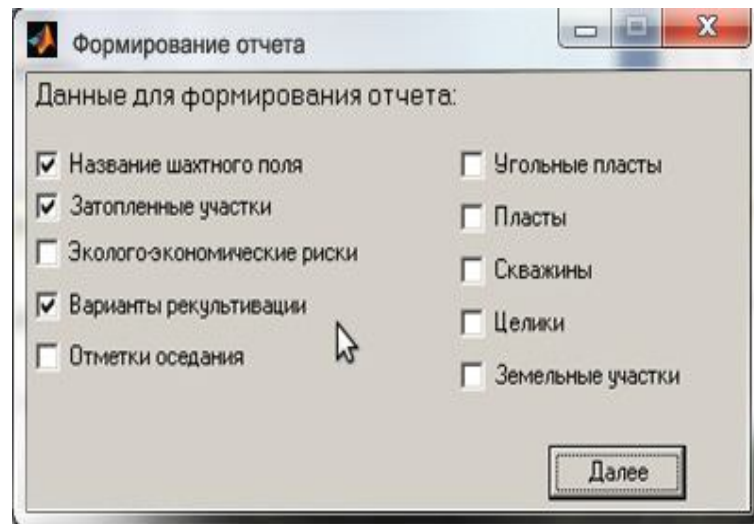 Формирование отчета
Данные для формирования отчета:
Название шахтного поля
Затопленные участки
Эколого-экономические риски
Варианты рекультивации
Отметки оседания
Угольные пласты
Пласты
Скважины
Целики
Земельные участки
Далее